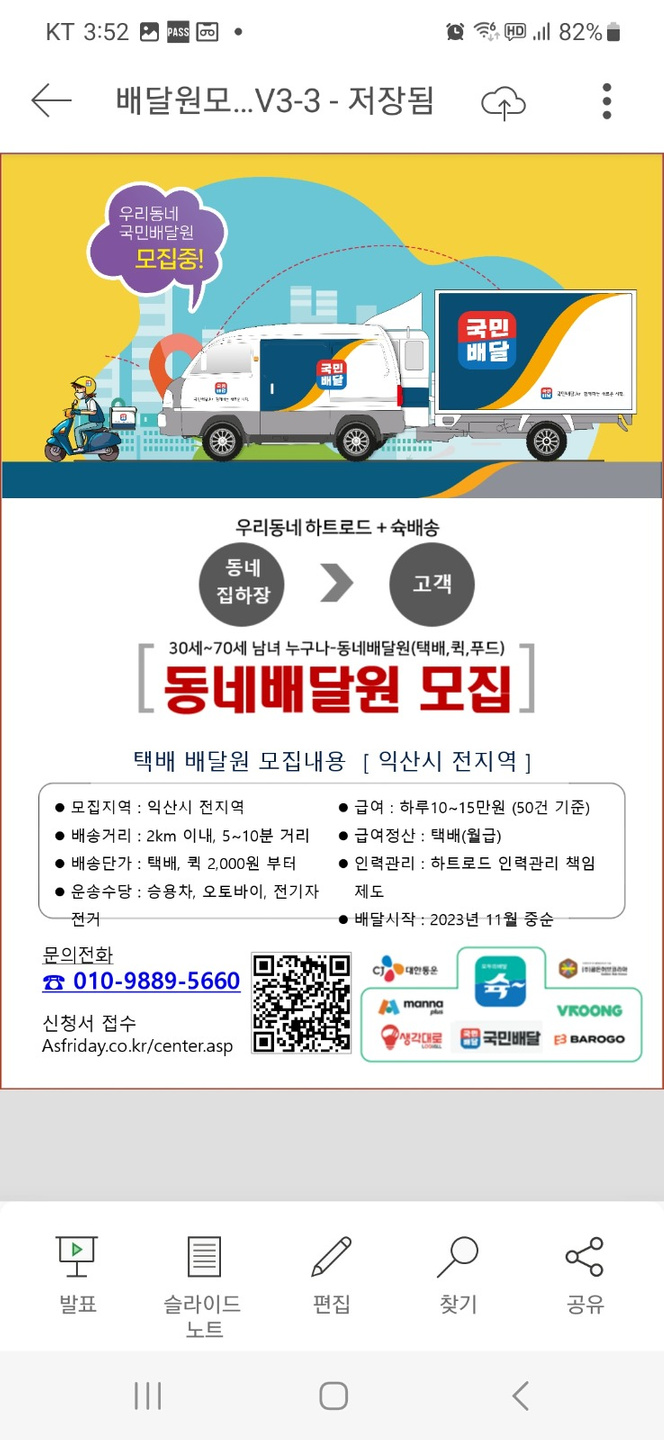 KT 3:52 PASS HD 82%
배달원모...V3-3 - 저장됨
우리동네
국민배달원
모집중!
국민
배달
국민
배달
우리동네 하트로드 + 슉배송
동네
집하장
고객
30세~70세 남녀 누구나-동네배달원(택배,퀵,푸드)
[ 동네배달원 모집 ]
택배 배달원 모집내용 [ 익산시 전지역 ]
● 모집지역 : 익산시 전지역
● 배송거리 : 2km 이내, 5~10분 거리
● 배송단가 : 택배, 퀵 2,000원 부터
● 운송수당 : 승용차, 오토바이, 전기자
전거
● 급여 : 하루10~15만원 (50건 기준)
● 급여정산 : 택배(월급)
● 인력관리 : 하트로드 인력관리 책임
제도
● 배달시작 : 2023년 11월 중순
문의전화
☎ 010-9889-5660
신청서 접수
Asfriday.co.kr/center.asp
CJ 대한통운
슉~
manna
plus
VROONG
생각대로
국민
배달
국민배달
BAROGO
발표
슬라이드
노트
편집
찾기
공유